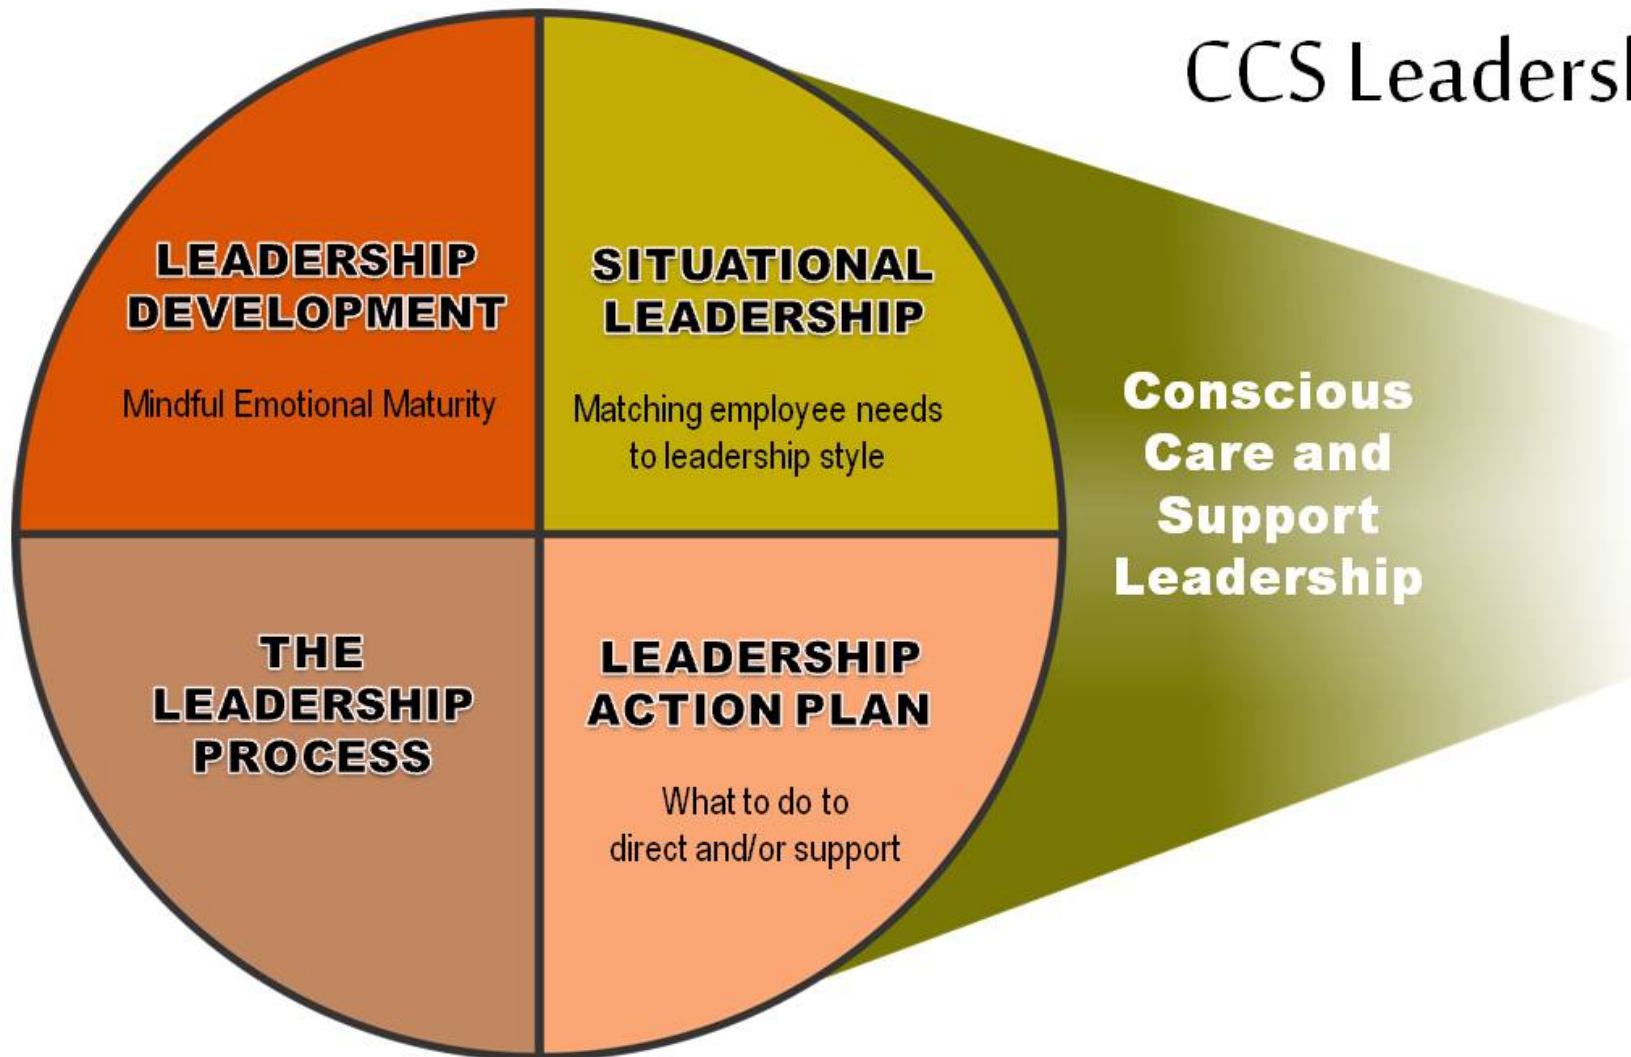 CCS Leadersh
LEADERSHIP
DEVELOPMENT
Mindful Emotional Maturity
SITUATIONAL
LEADERSHIP
Matching employee needs
to leadership style
Conscious
Care and
Support
Leadership
THE
LEADERSHIP
PROCESS
LEADERSHIP
ACTION PLAN
What to do to
direct and/or support